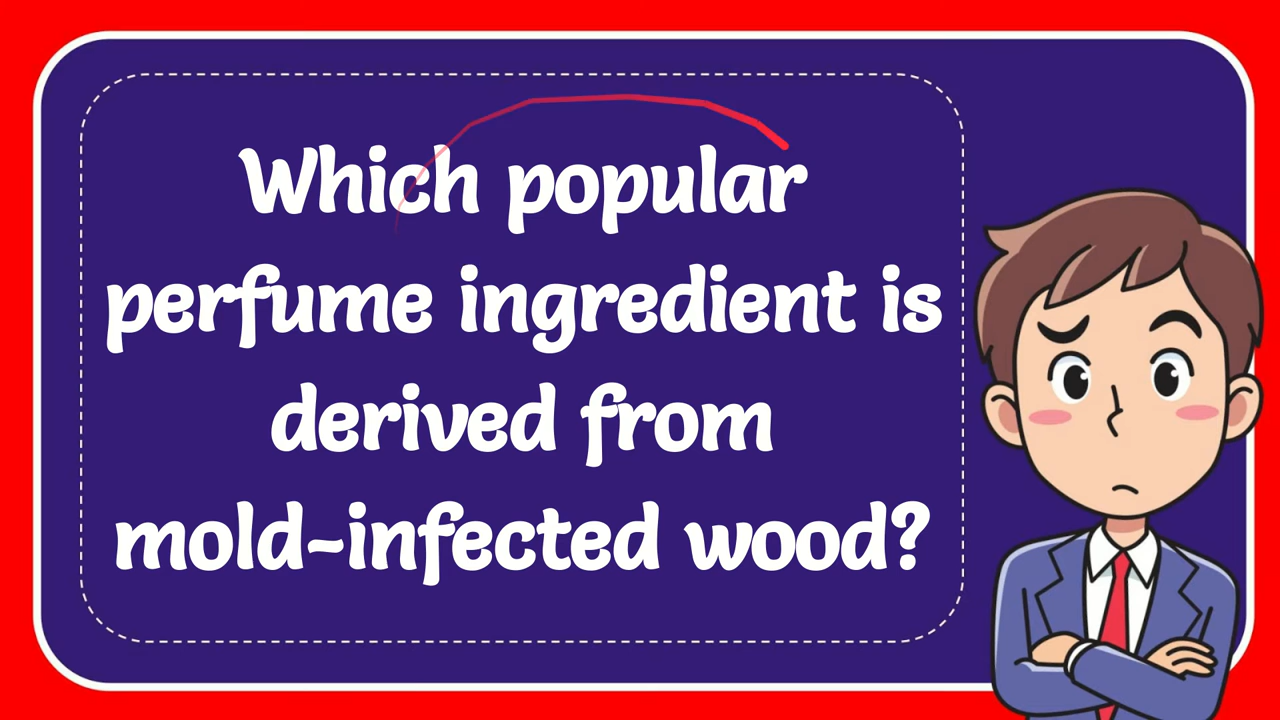 Which popular
perfume ingredient is
derived from
mold-infected wood?